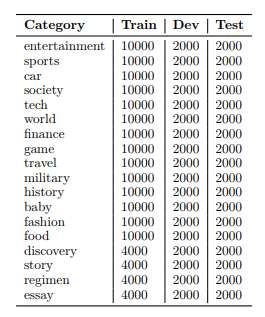 Category Train Dev Test
entertainment 10000 2000 2000
sports 10000 2000 2000
car 10000 2000 2000
society 10000 2000 2000
tech 10000 2000 2000
world 10000 2000 2000
finance 10000 2000 2000
game 10000 2000 2000
travel 10000 2000 2000
military 10000 2000 2000
history 10000 2000 2000
baby 10000 2000 2000
fashion 10000 2000 2000
food 10000 2000 2000
discovery 4000 2000 2000
story 4000 2000 2000
regimen 4000 2000 2000
essay 4000 2000 2000